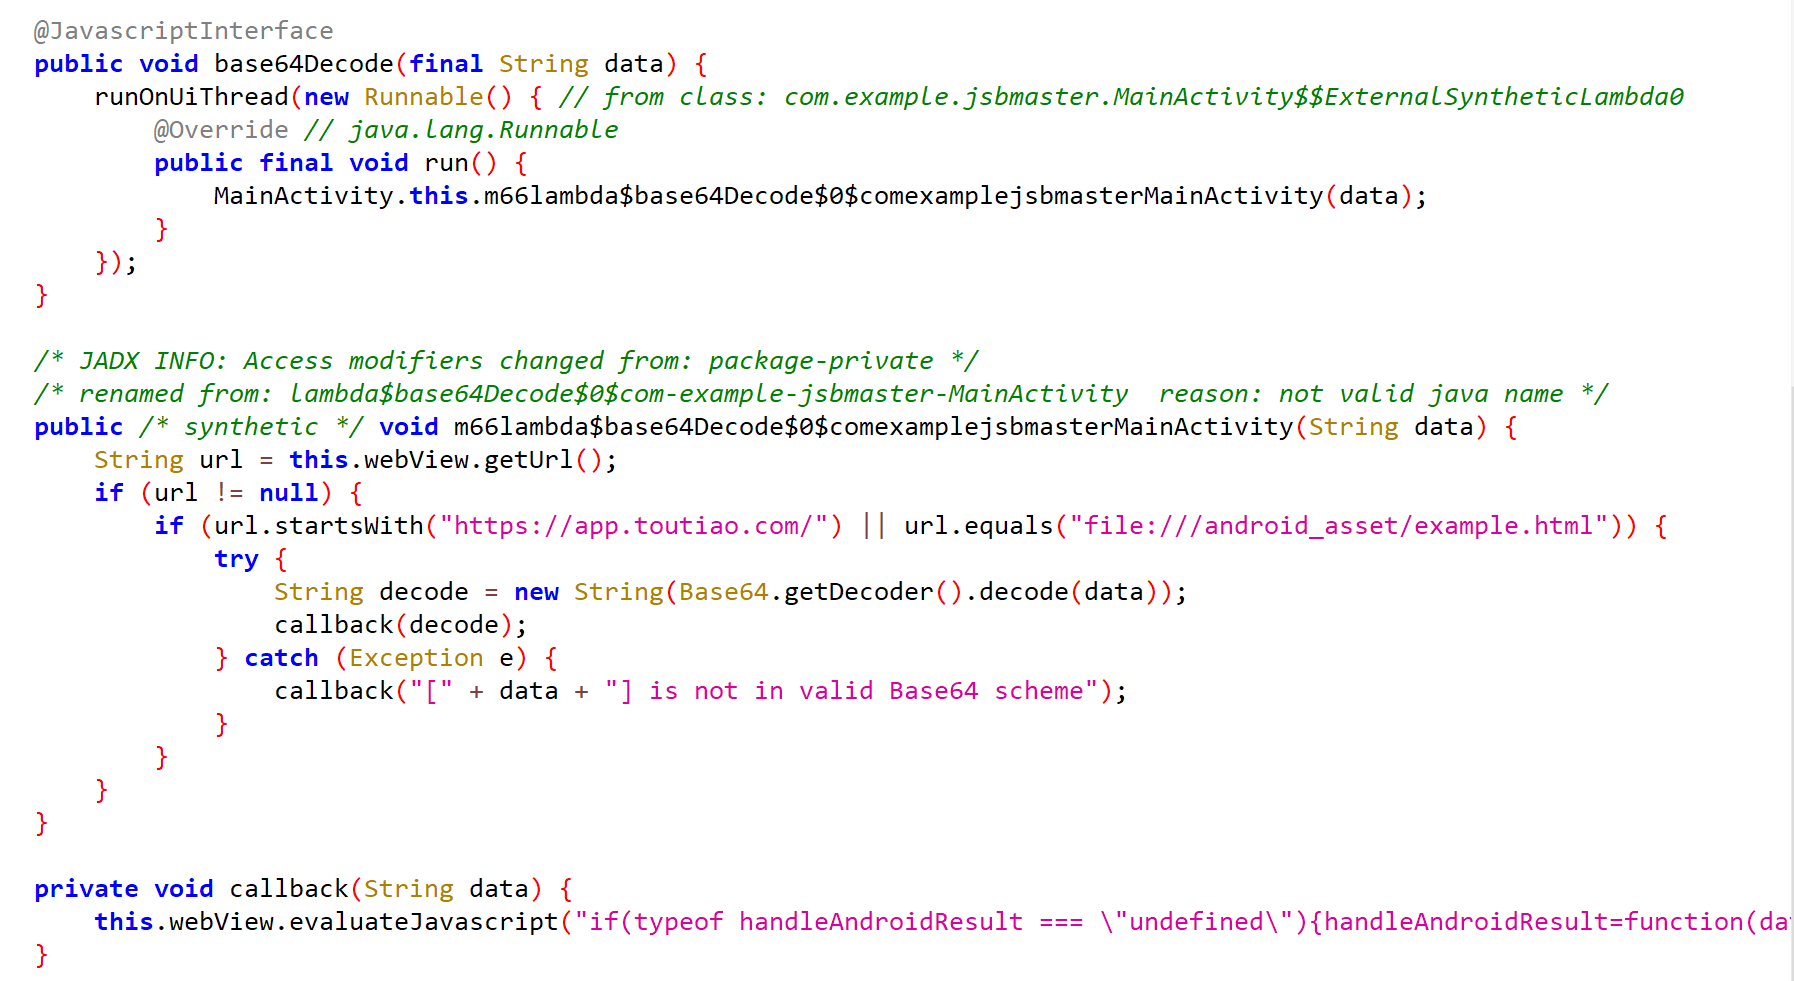 @JavascriptInterface
public void base64Decode(final String data) {
    runOnUiThread(new Runnable() { // from class: com.example.jsbmaster.MainActivity$$ExternalSyntheticLambda0
        @Override // java.lang.Runnable
        public final void run() {
            MainActivity.this.m66lambda$base64Decode$0$comexamplejsbmasterMainActivity(data);
        }
    });
}

/* JADX INFO: Access modifiers changed from: package-private */
/* renamed from: lambda$base64Decode$0$com-example-jsbmaster-MainActivity  reason: not valid java name */
public /* synthetic */ void m66lambda$base64Decode$0$comexamplejsbmasterMainActivity(String data) {
    String url = this.webView.getUrl();
    if (url != null) {
        if (url.startsWith("https://app.toutiao.com/") || url.equals("file:///android_asset/example.html")) {
            try {
                String decode = new String(Base64.getDecoder().decode(data));
                callback(decode);
            } catch (Exception e) {
                callback("[" + data + "] is not in valid Base64 scheme");
            }
        }
    }
}

private void callback(String data) {
    this.webView.evaluateJavascript("if(typeof handleAndroidResult === \"undefined\"){handleAndroidResult=function(da
}